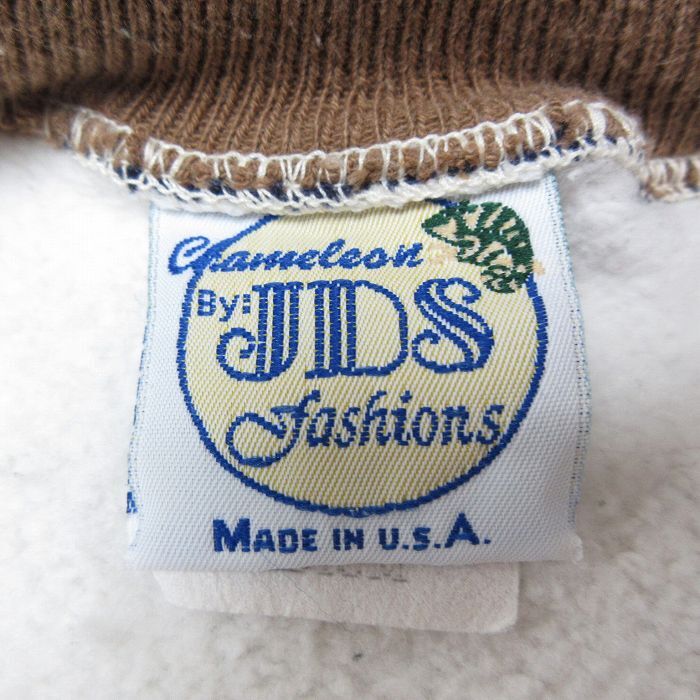 Chameleon
By: JDS
fashions
MADE IN U.S.A.